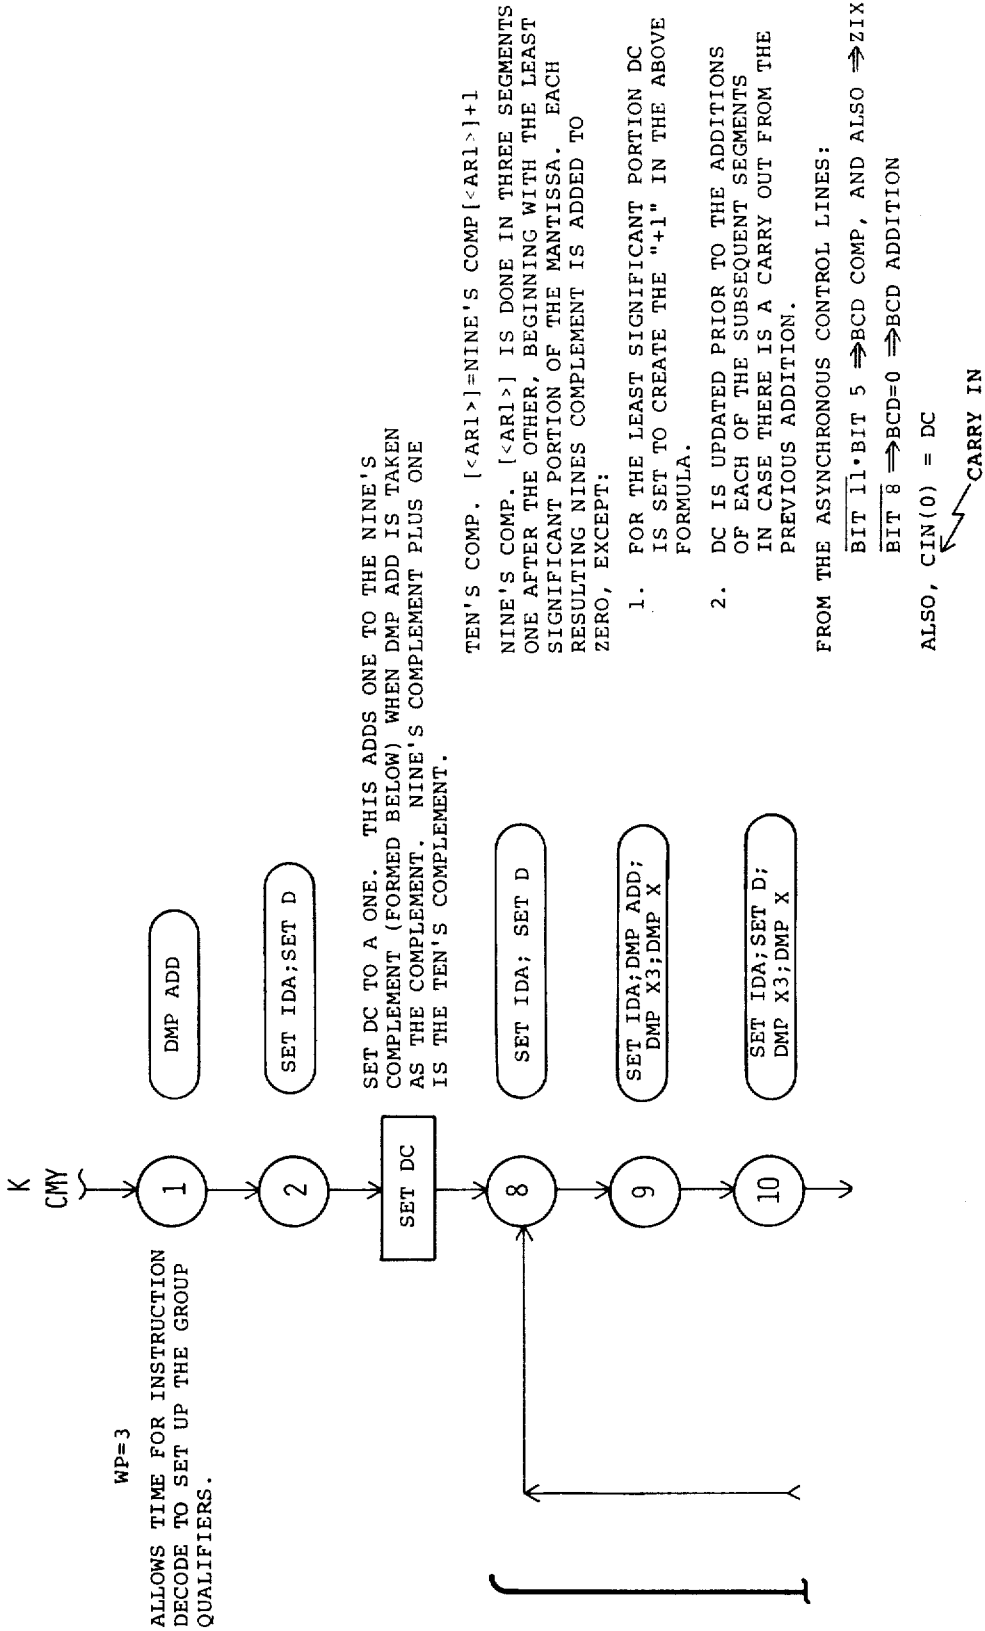 K
CMY
WP=3
ALLOWS TIME FOR INSTRUCTION
DECODE TO SET UP THE GROUP
QUALIFIERS.
1
DMP ADD
2
SET IDA;SET D
SET DC
SET DC TO A ONE. THIS ADDS ONE TO THE NINE'S
COMPLEMENT (FORMED BELOW) WHEN DMP ADD IS TAKEN
AS THE COMPLEMENT. NINE'S COMPLEMENT PLUS ONE
IS THE TEN'S COMPLEMENT.
8
SET IDA; SET D
9
SET IDA;DMP ADD;
DMP X3;DMP X
10
SET IDA;SET D;
DMP X3;DMP X
TEN'S COMP. [<AR1>]=NINE'S COMP[<AR1>]+1
NINE'S COMP. [<AR1>] IS DONE IN THREE SEGMENTS
ONE AFTER THE OTHER, BEGINNING WITH THE LEAST
SIGNIFICANT PORTION OF THE MANTISSA. EACH
RESULTING NINES COMPLEMENT IS ADDED TO
ZERO, EXCEPT:
1. FOR THE LEAST SIGNIFICANT PORTION DC
IS SET TO CREATE THE "+1" IN THE ABOVE
FORMULA.
2. DC IS UPDATED PRIOR TO THE ADDITIONS
OF EACH OF THE SUBSEQUENT SEGMENTS
IN CASE THERE IS A CARRY OUT FROM THE
PREVIOUS ADDITION.
FROM THE ASYNCHRONOUS CONTROL LINES:
BIT 11•BIT 5 ⇒BCD COMP, AND ALSO ⇒ZIX
BIT 8 ⇒BCD=0 ⇒BCD ADDITION
ALSO, CIN(0) = DC
CARRY IN